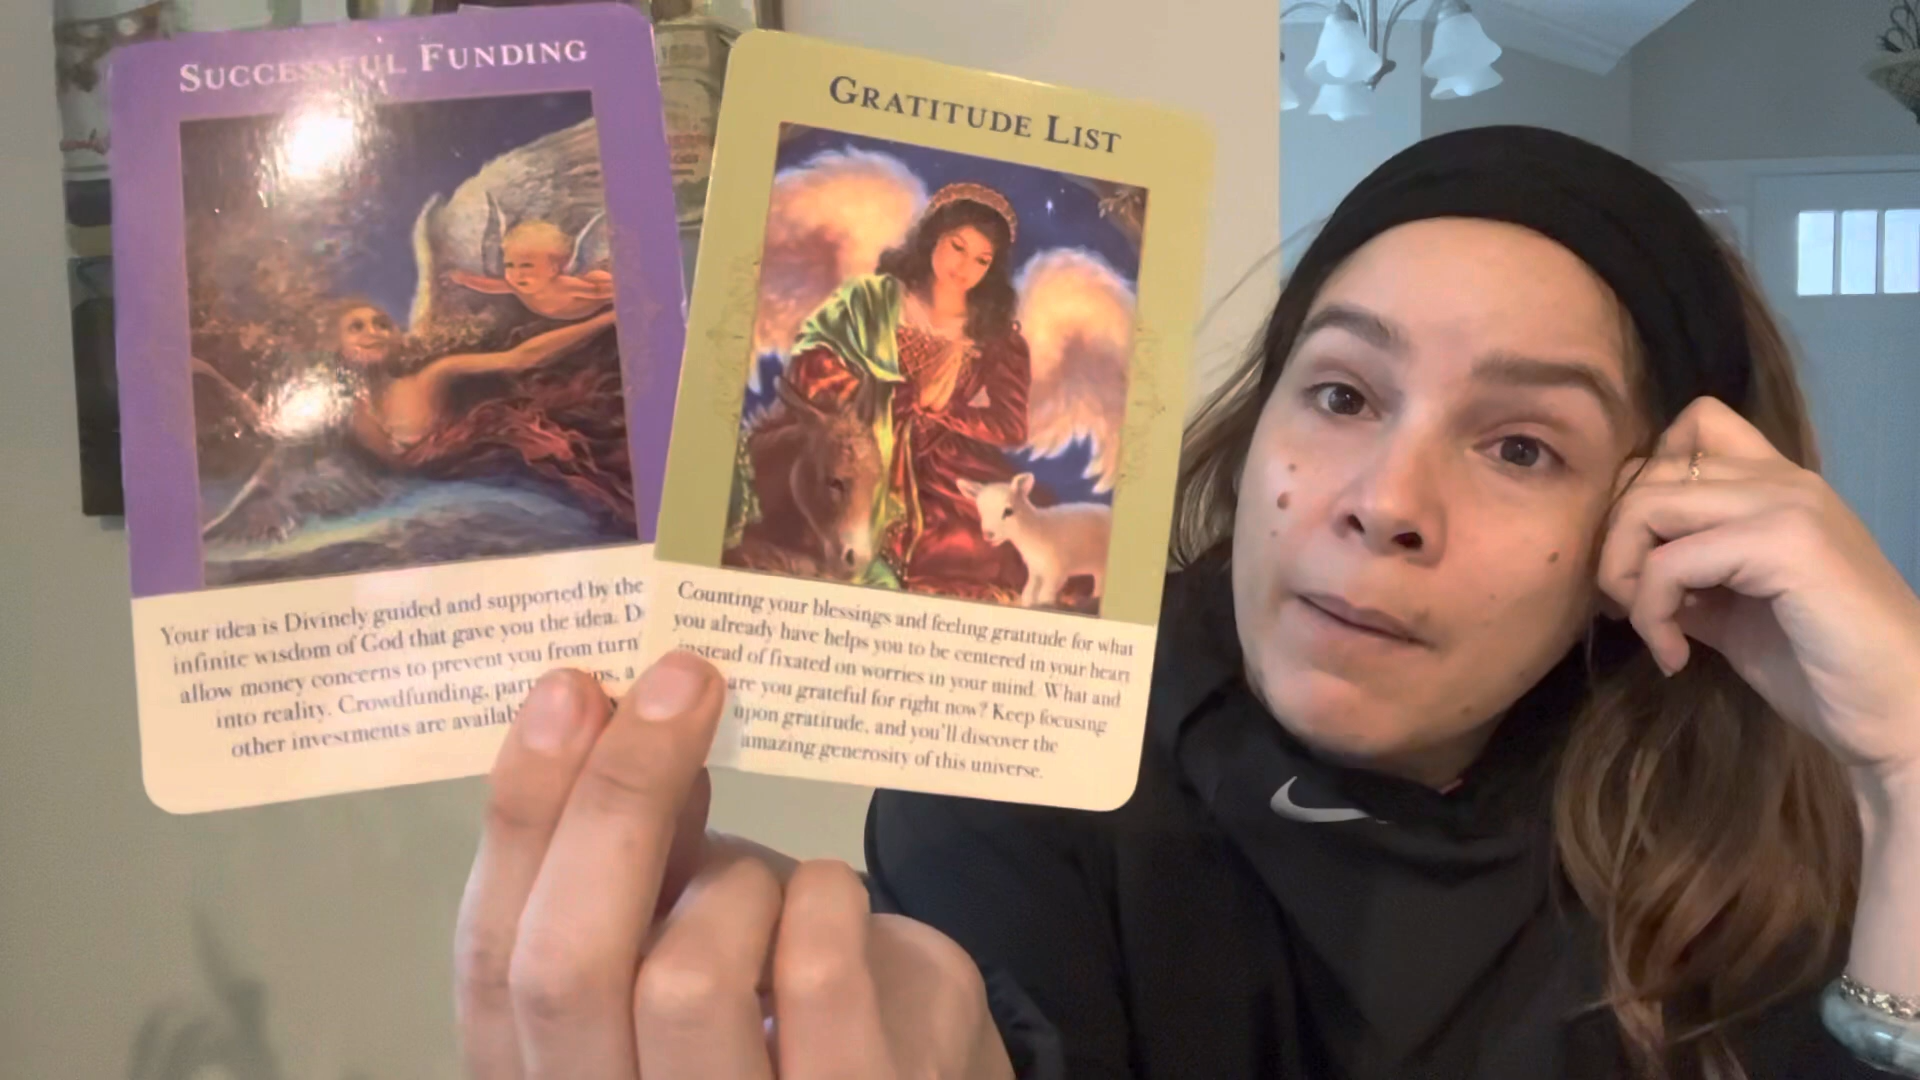 SUCCESSFUL FUNDING
Your idea is Divinely guided and supported by the
infinite wisdom of God that gave you the idea.
allow money concerns to prevent you from
into reality. Crowdfunding,
other investments are
GRATITUDE LIST
Counting your blessings and feeling gratitude for what
you already have helps you to be centered in your heart
instead of fixated on worries in your mind. What and
are you grateful for right now? Keep focusing
upon gratitude, and you'll discover the
amazing generosity of this universe.